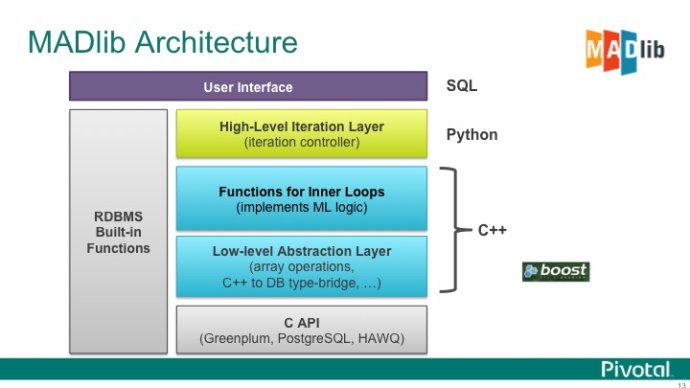 MADlib Architecture
MADlib
User Interface
SQL
High-Level Iteration Layer
(iteration controller)
Python
RDBMS
Built-in
Functions
Functions for Inner Loops
(implements ML logic)
C++
Low-level Abstraction Layer
(array operations,
C++ to DB type-bridge, …)
boost
C API
(Greenplum, PostgreSQL, HAWQ)
Pivotal
13